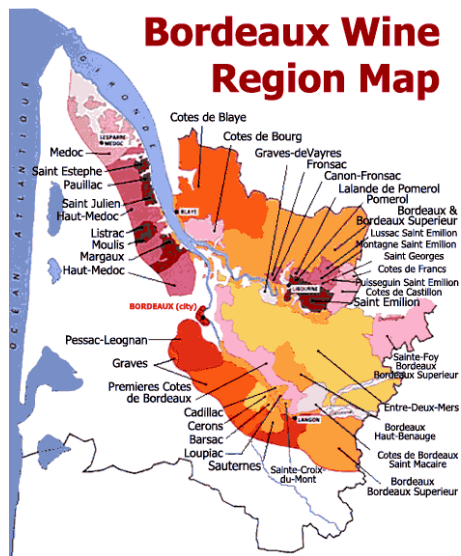 Bordeaux Wine
Region Map
OCÉAN ATLANTIQUE
GIRONDE
LESPARRE
MEDOC
Medoc
Saint Estephe
Pauillac
Saint Julien
Haut-Medoc
Listrac
Moulis
Margaux
Haut-Medoc
BLAYE
Cotes de Blaye
Cotes de Bourg
Graves-deVayres
Fronsac
Canon-Fronsac
Lalande de Pomerol
Pomerol
Bordeaux &
Bordeaux Superior
Lussac Saint Emilion
Montagne Saint Emilion
Saint Georges
Cotes de Francs
Puisseguin Saint Emilion
Cotes de Castillon
Saint Emilion
LIBOURNE
BORDEAUX (city)
Pessac-Leognan
Graves
Premieres Cotes
de Bordeaux
Cadillac
Cerons
Barsac
Loupiac
Sauternes
Sainte-Croix
du-Mont
LANGON
Sainte-Foy
Bordeaux
Bordeaux Superieur
Entre-Deux-Mers
Bordeaux
Haut-Benauge
Cotes de Bordeaux
Saint Macaire
Bordeaux
Bordeaux Superieur